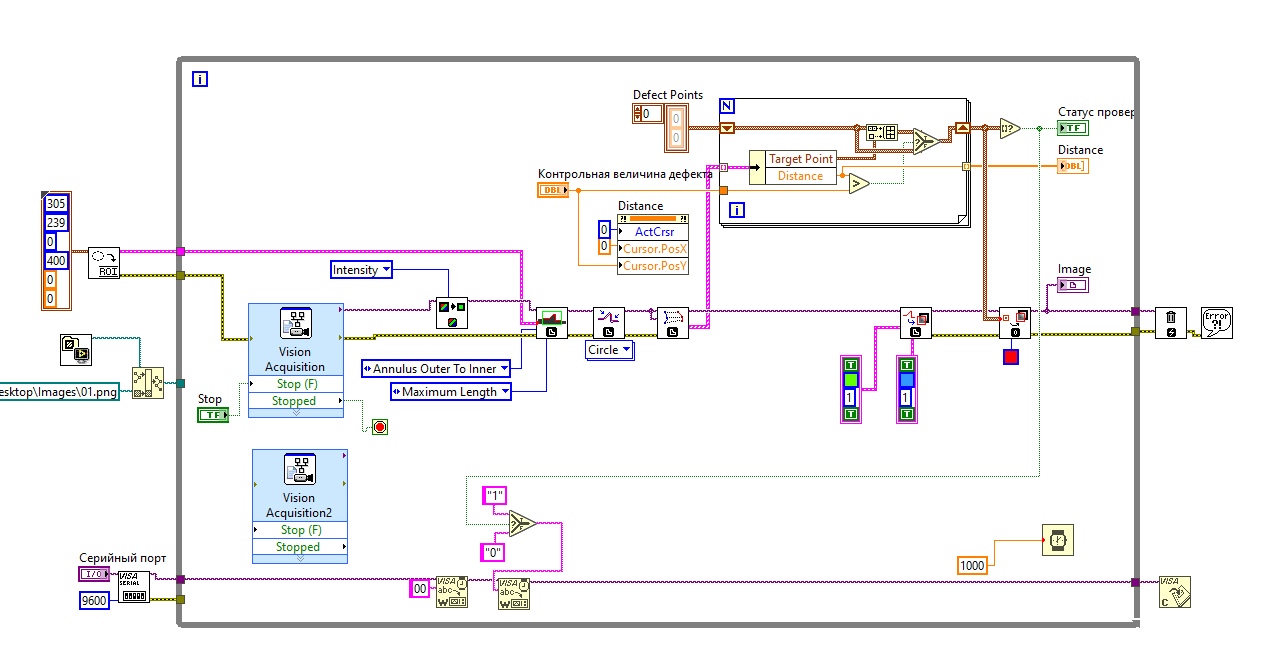 i
Defect Points
0
0
0
N
Статус провер
TF
Target Point
Distance
>
Distance
DBL]
Контрольная величина дефекта
DBL
i
Distance
0
ActCrsr
0
Cursor.PosX
Cursor.PosY
305
239
0
400
0
0
ROI
Intensity
Image
Error
?!
Vision
Acquisition
Stop (F)
Stopped
Circle
Annulus Outer To Inner
Maximum Length
T
1
T
T
1
T
esktop\Images\01.png
Stop
TF
Vision
Acquisition2
Stop (F)
Stopped
"1"
"0"
1000
Серийный порт
I/O
VISA
SERIAL
9600
00
VISA
abc
W
VISA
abc
W
VISA
C